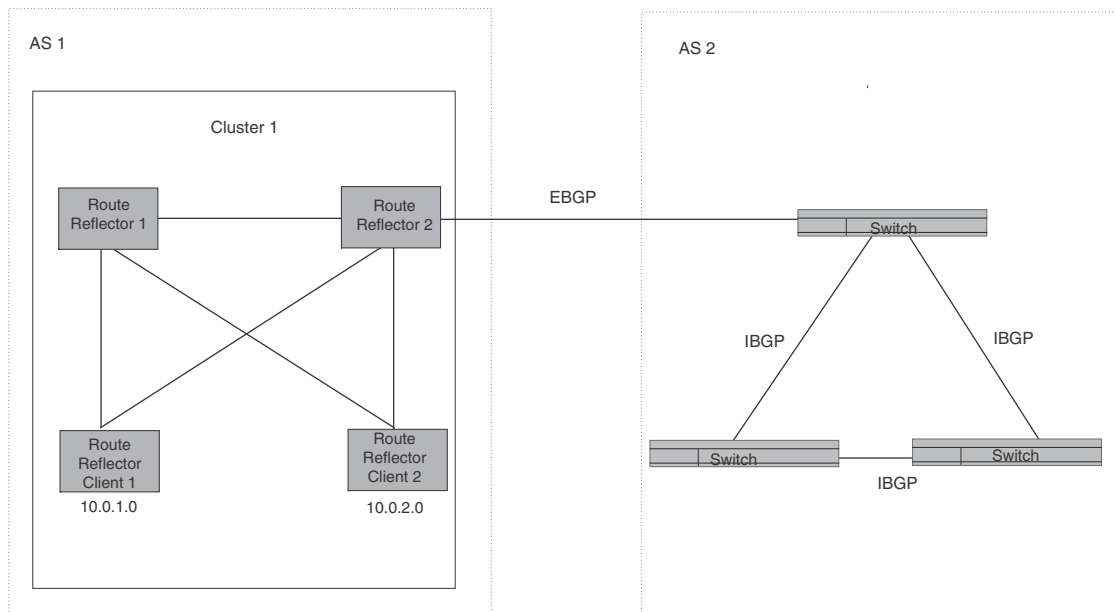 AS 1
AS 2
Cluster 1
Route
Reflector 1
Route
Reflector 2
EBGP
Switch
IBGP
IBGP
Route
Reflector
Client 1
Route
Reflector
Client 2
Switch
Switch
IBGP
10.0.1.0
10.0.2.0